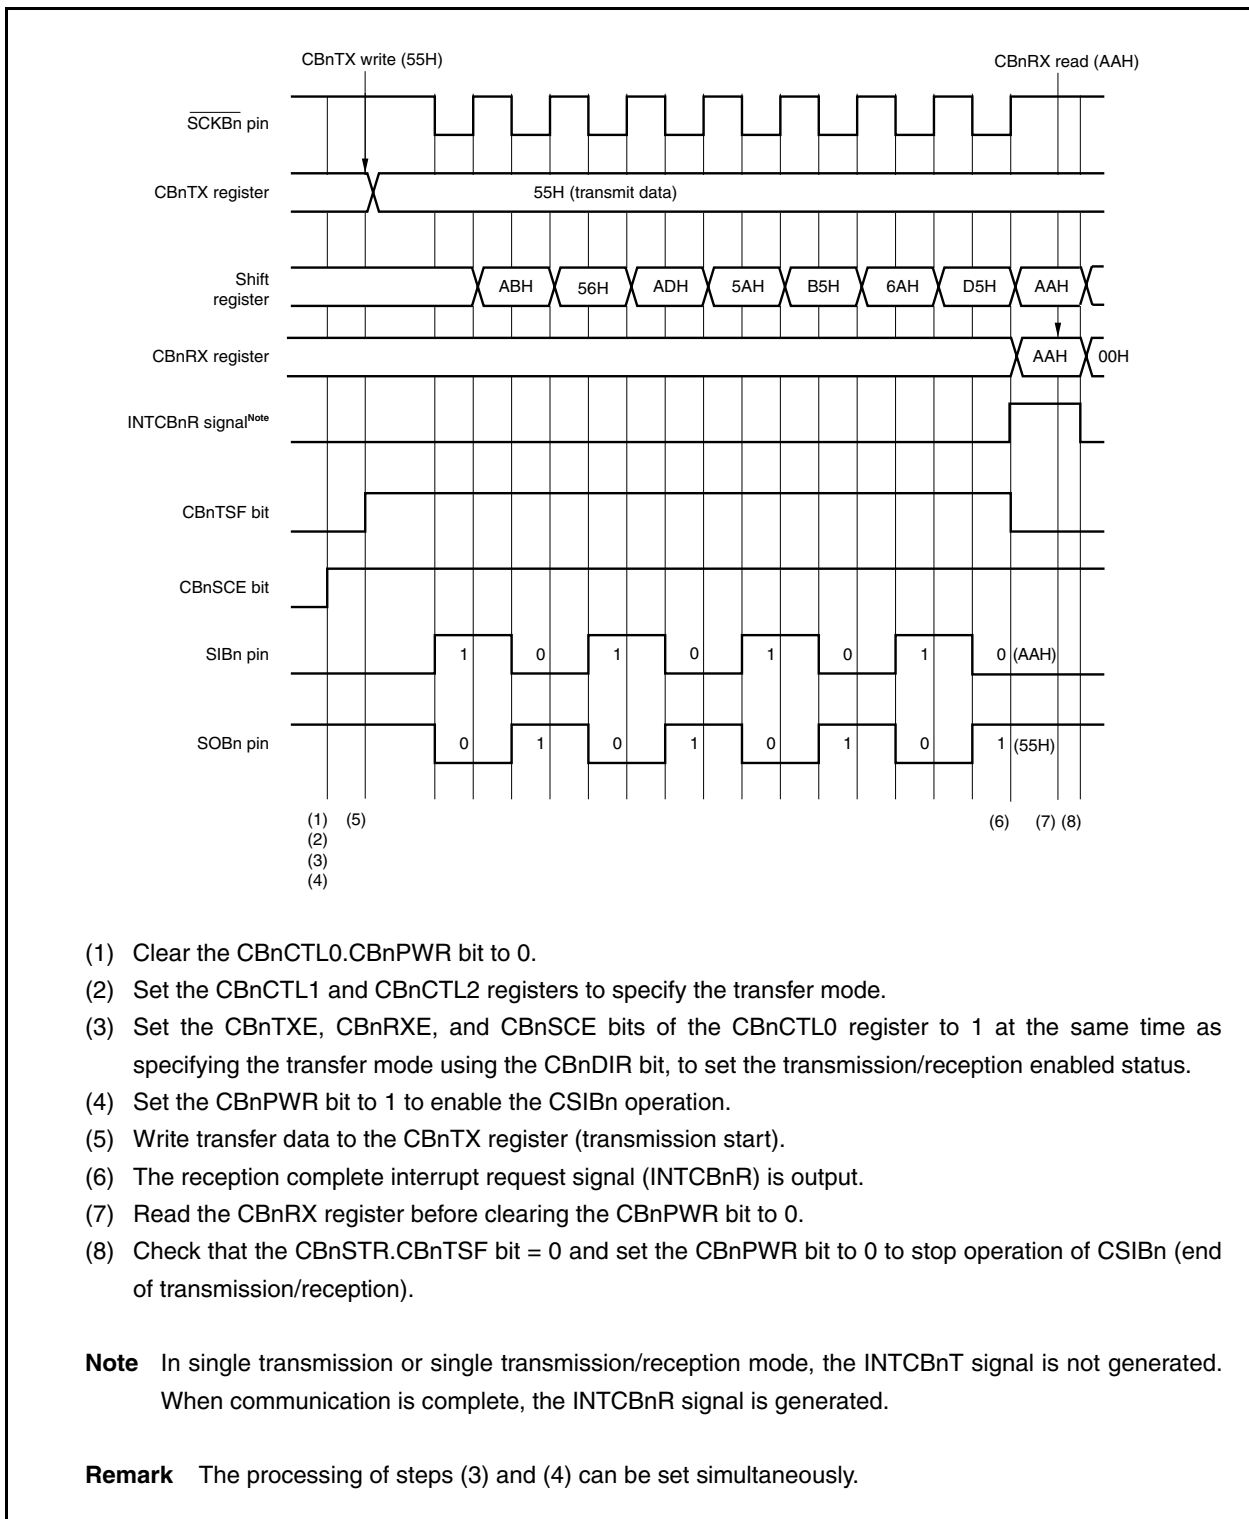 CBnTX write (55H)
CBnRX read (AAH)
SCKBn pin
CBnTX register
55H (transmit data)
Shift
register
ABH 56H ADH 5AH B5H 6AH D5H AAH
CBnRX register
AAH 00H
INTCBnR signalNote
CBnTSF bit
CBnSCE bit
SIBn pin
1 0 1 0 1 0 1 0 (AAH)
SOBn pin
0 1 0 1 0 1 0 1 (55H)
(1) (5) (6) (7) (8)
(2)
(3)
(4)
(1) Clear the CBnCTL0.CBnPWR bit to 0.
(2) Set the CBnCTL1 and CBnCTL2 registers to specify the transfer mode.
(3) Set the CBnTXE, CBnRXE, and CBnSCE bits of the CBnCTL0 register to 1 at the same time as
specifying the transfer mode using the CBnDIR bit, to set the transmission/reception enabled status.
(4) Set the CBnPWR bit to 1 to enable the CSIBn operation.
(5) Write transfer data to the CBnTX register (transmission start).
(6) The reception complete interrupt request signal (INTCBnR) is output.
(7) Read the CBnRX register before clearing the CBnPWR bit to 0.
(8) Check that the CBnSTR.CBnTSF bit = 0 and set the CBnPWR bit to 0 to stop operation of CSIBn (end
of transmission/reception).
Note In single transmission or single transmission/reception mode, the INTCBnT signal is not generated.
When communication is complete, the INTCBnR signal is generated.
Remark The processing of steps (3) and (4) can be set simultaneously.